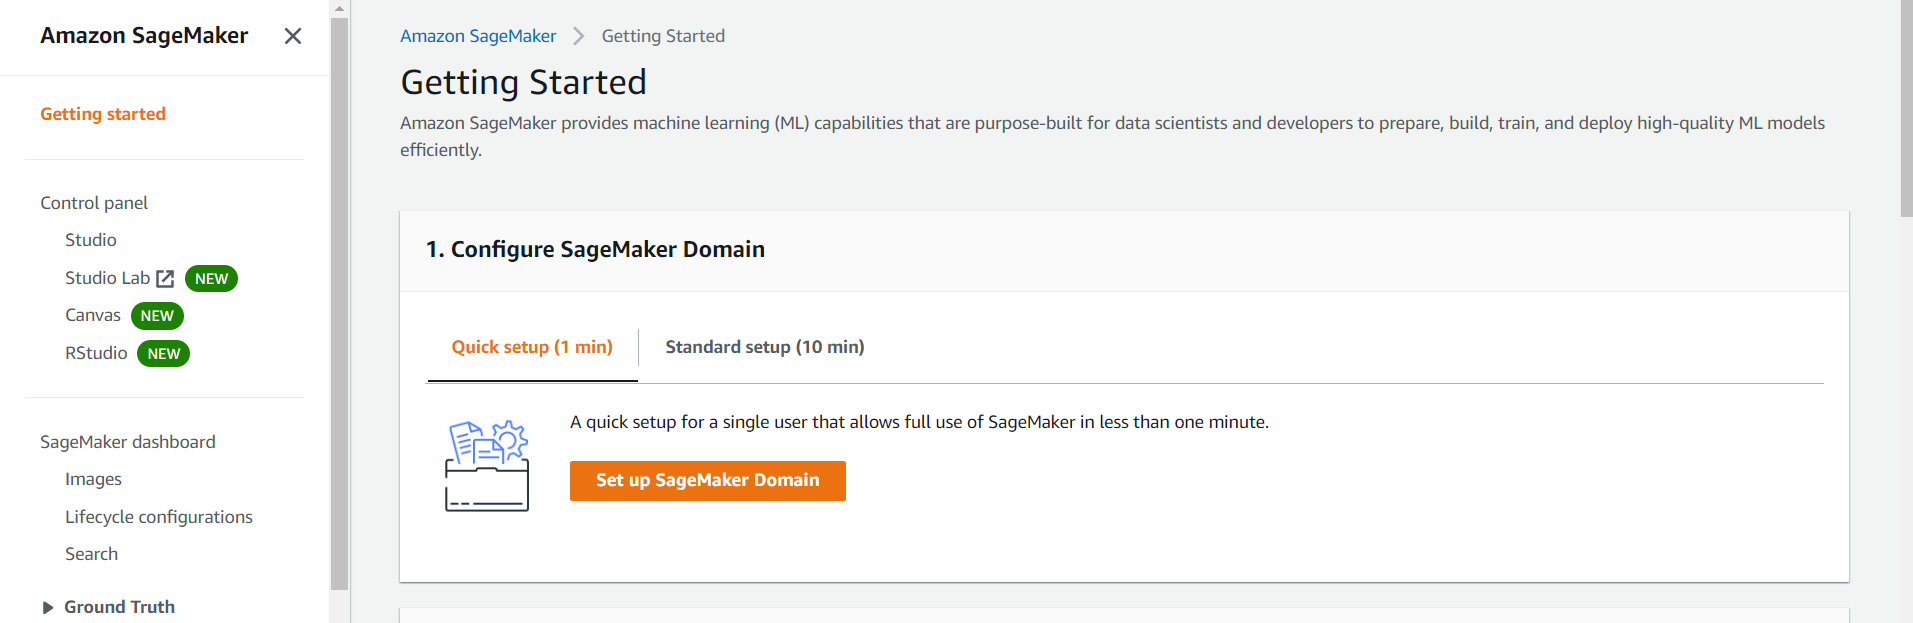 Amazon SageMaker
Getting started
Control panel
Studio
Studio Lab NEW
Canvas NEW
RStudio NEW
SageMaker dashboard
Images
Lifecycle configurations
Search
Ground Truth
Amazon SageMaker > Getting Started
Getting Started
Amazon SageMaker provides machine learning (ML) capabilities that are purpose-built for data scientists and developers to prepare, build, train, and deploy high-quality ML models
efficiently.
1. Configure SageMaker Domain
Quick setup (1 min) Standard setup (10 min)
A quick setup for a single user that allows full use of SageMaker in less than one minute.
Set up SageMaker Domain